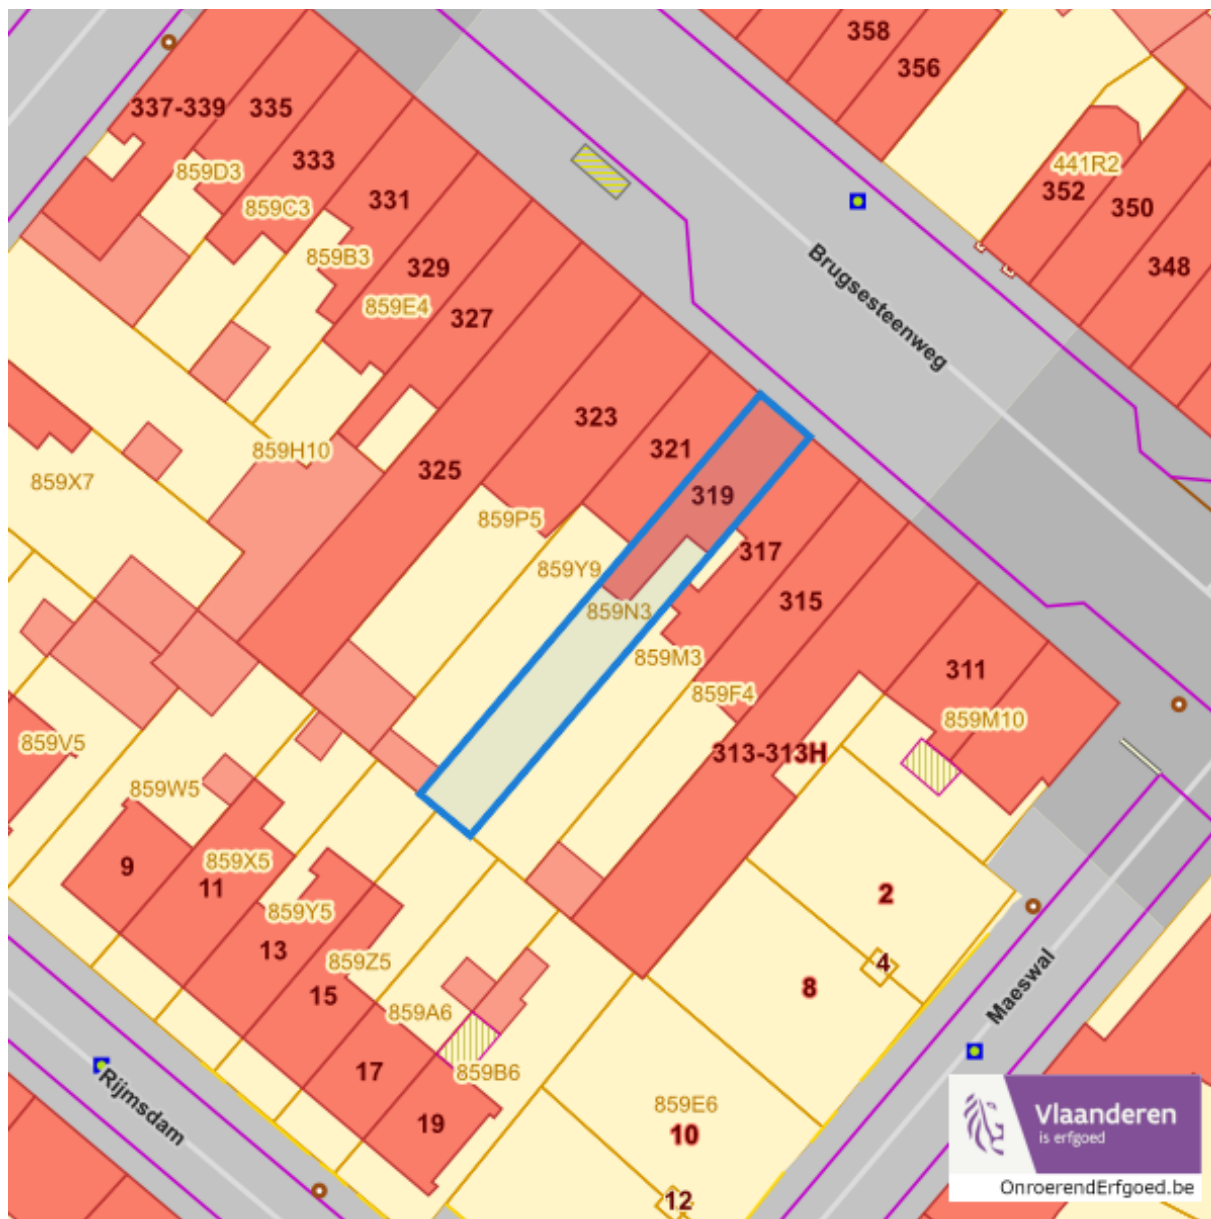 358
356
337-339
335
333
859D3
441R2
352
350
331
859C3
859B3
329
348
859E4
327
Brugsesteenweg
323
321
859H10
325
859X7
319
859P5
317
859Y9
315
859N3
859M3
311
859F4
859M10
859V5
313-313H
859W5
9
859X5
11
2
859Y5
13
859Z5
4
15
8
859A6
Maeswal
17
859B6
Rijmsdam
859E6
19
10
12
Vlaanderen
is erfgoed
OnroerendErfgoed.be